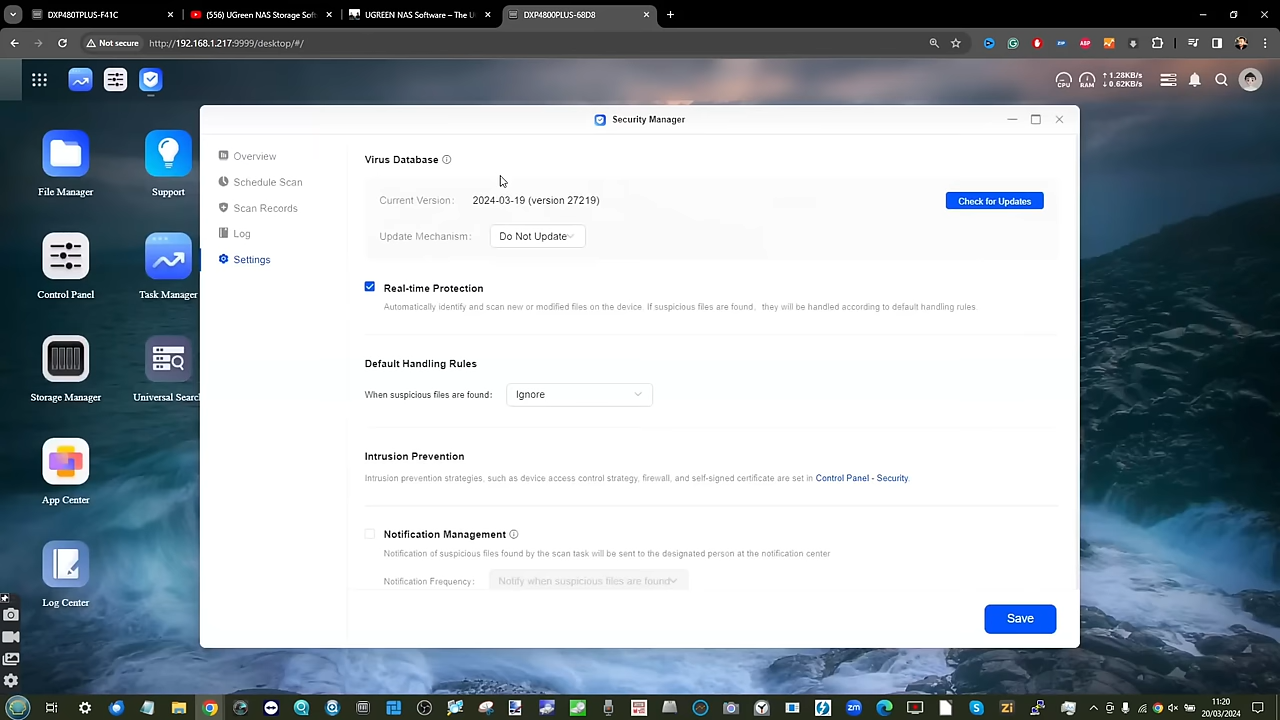 DXP480TPLUS-F41C
(556) UGreen NAS Storage Sof
UGREEN NAS Software – The U
DXP4800PLUS-68D8
Not secure
http://192.168.1.217:9999/desktop/#/
CPU
RAM
↑ 1.28KB/s
↓ 0.62KB/s
File Manager
Support
Control Panel
Task Manager
Storage Manager
Universal Searc
App Center
Log Center
Security Manager
Overview
Schedule Scan
Scan Records
Log
Settings
Virus Database
Current Version:
2024-03-19 (version 27219)
Check for Updates
Update Mechanism:
Do Not Update
Real-time Protection
Automatically identify and scan new or modified files on the device. If suspicious files are found, they will be handled according to default handling rules.
Default Handling Rules
When suspicious files are found:
Ignore
Intrusion Prevention
Intrusion prevention strategies, such as device access control strategy, firewall, and self-signed certificate are set in Control Panel - Security.
Notification Management
Notification of suspicious files found by the scan task will be sent to the designated person at the notification center
Notification Frequency:
Notify when suspicious files are found
Save
11:20
20/03/2024